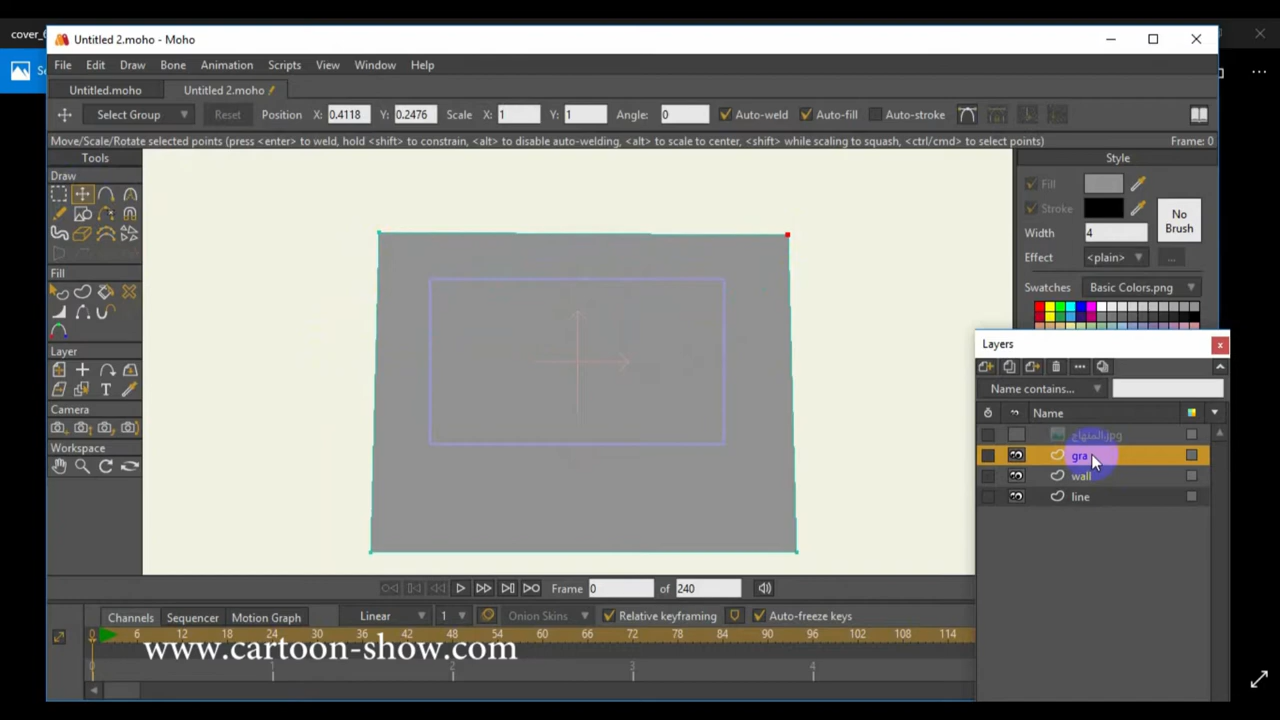 cover_
Untitled 2.moho - Moho
File Edit Draw Bone Animation Scripts View Window Help
Untitled.moho Untitled 2.moho
Select Group Reset Position X: 0.4118 Y: 0.2476 Scale X: 1 Y: 1 Angle: 0 Auto-weld Auto-fill Auto-stroke
Move/Scale/Rotate selected points (press <enter> to weld, hold <shift> to constrain, <alt> to disable auto-welding, <alt> to scale to center, <shift> while scaling to squash, <ctrl/cmd> to select points) Frame: 0
Tools
Draw
Fill
Layer
Camera
Workspace
Style
Fill
Stroke
No Brush
Width 4
Effect <plain> ...
Swatches Basic Colors.png
Layers
Name contains...
Name
المنهاج.jpg
gra
wall
line
Frame 0 of 240
Channels Sequencer Motion Graph Linear 1 Onion Skins Relative keyframing Auto-freeze keys
0 6 12 18 24 30 36 42 48 54 60 66 72 78 84 90 96 102 108 114
www.cartoon-show.com
0 1 2 3 4